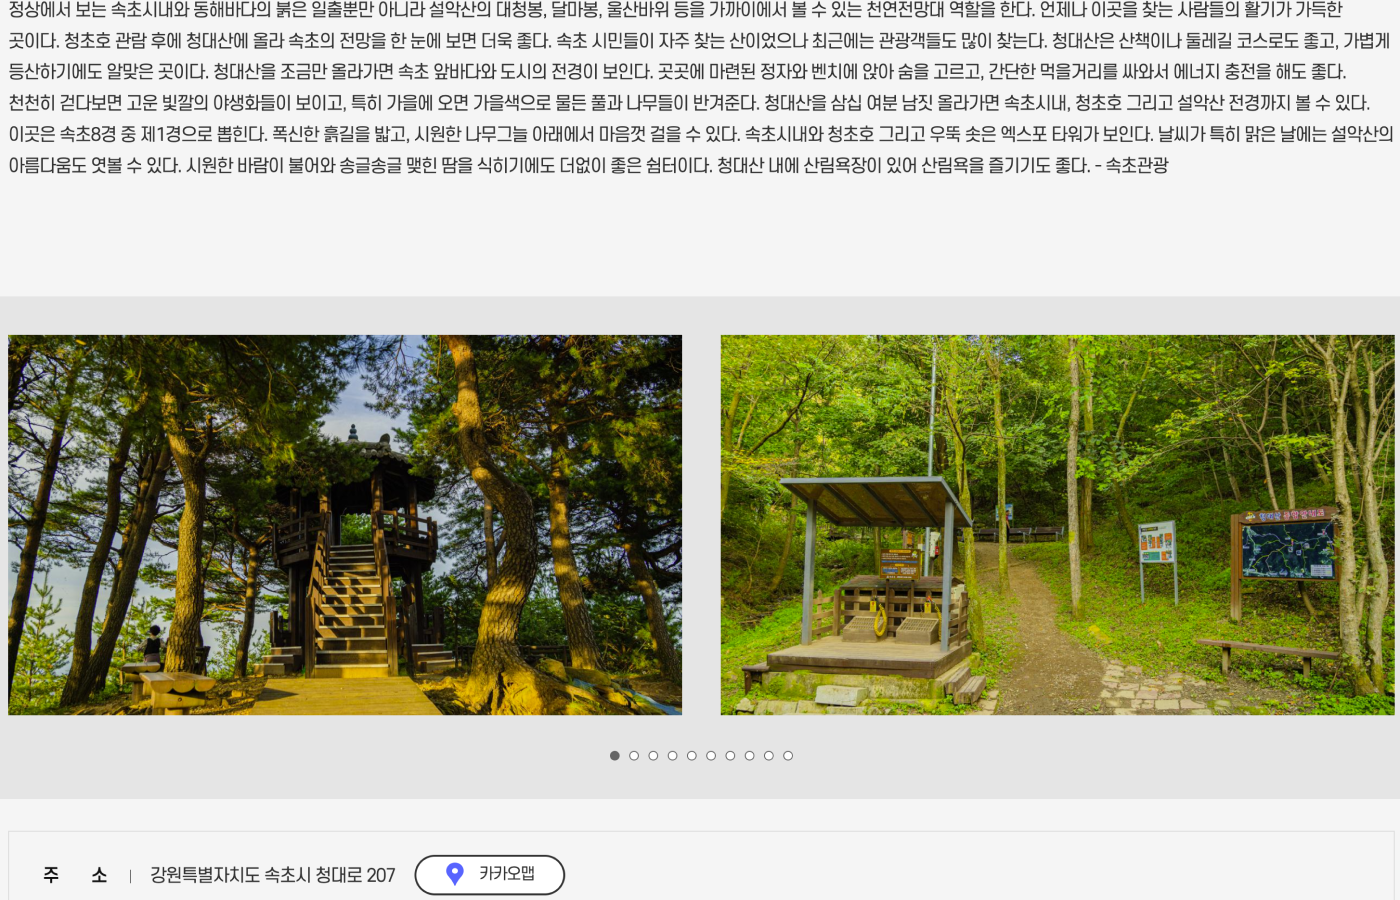 정상에서 보는 속초시내와 동해바다의 붉은 일출뿐만 아니라 설악산의 대청봉, 달마봉, 울산바위 등을 가까이에서 볼 수 있는 천연전망대 역할을 한다. 언제나 이곳을 찾는 사람들의 활기가 가득한
곳이다. 청초호 관람 후에 청대산에 올라 속초의 전망을 한 눈에 보면 더욱 좋다. 속초 시민들이 자주 찾는 산이었으나 최근에는 관광객들도 많이 찾는다. 청대산은 산책이나 둘레길 코스로도 좋고, 가볍게
등산하기에도 알맞은 곳이다. 청대산을 조금만 올라가면 속초 앞바다와 도시의 전경이 보인다. 곳곳에 마련된 정자와 벤치에 앉아 숨을 고르고, 간단한 먹을거리를 싸와서 에너지 충전을 해도 좋다.
천천히 걷다보면 고운 빛깔의 야생화들이 보이고, 특히 가을에 오면 가을색으로 물든 풀과 나무들이 반겨준다. 청대산을 삼십 여분 남짓 올라가면 속초시내, 청초호 그리고 설악산 전경까지 볼 수 있다.
이곳은 속초8경 중 제1경으로 뽑힌다. 폭신한 흙길을 밟고, 시원한 나무그늘 아래에서 마음껏 걸을 수 있다. 속초시내와 청초호 그리고 우뚝 솟은 엑스포 타워가 보인다. 날씨가 특히 맑은 날에는 설악산의
아름다움도 엿볼 수 있다. 시원한 바람이 불어와 송글송글 맺힌 땀을 식히기에도 더없이 좋은 쉼터이다. 청대산 내에 산림욕장이 있어 산림욕을 즐기기도 좋다. - 속초관광
주 소 | 강원특별자치도 속초시 청대로 207 카카오맵